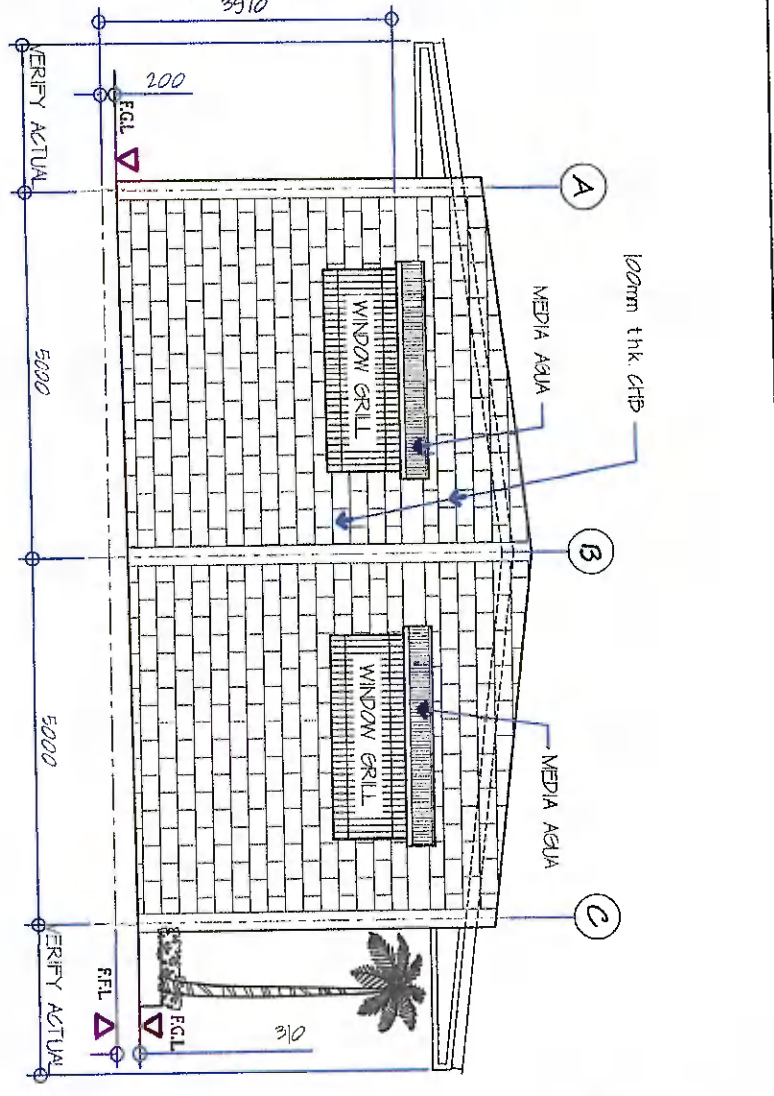 A
B
C
100mm thk. CHB
MEDIA AGUA
MEDIA AGUA
WINDOW GRILL
WINDOW GRILL
3910
200
F.G.L
F.G.L
F.F.L
310
VERIFY ACTUAL
5000
5000
VERIFY ACTUAL